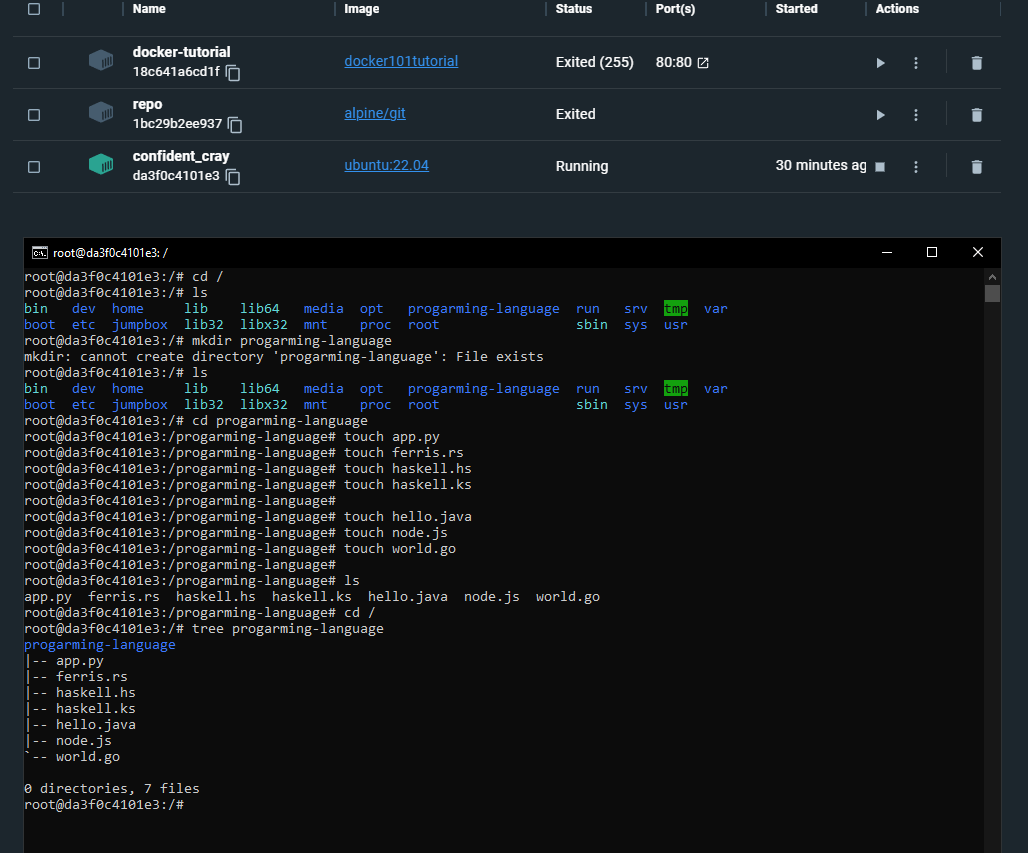 Name Image Status Port(s) Started Actions
docker-tutorial
18c641a6cd1f docker101tutorial Exited (255) 80:80
repo
1bc29b2ee937 alpine/git Exited
confident_cray
da3f0c4101e3 ubuntu:22.04 Running 30 minutes ag
root@da3f0c4101e3: /
root@da3f0c4101e3:/# cd /
root@da3f0c4101e3:/# ls
bin dev home lib lib64 media opt progarming-language run srv tmp var
boot etc jumpbox lib32 libx32 mnt proc root sbin sys usr
root@da3f0c4101e3:/# mkdir progarming-language
mkdir: cannot create directory 'progarming-language': File exists
root@da3f0c4101e3:/# ls
bin dev home lib lib64 media opt progarming-language run srv tmp var
boot etc jumpbox lib32 libx32 mnt proc root sbin sys usr
root@da3f0c4101e3:/# cd progarming-language
root@da3f0c4101e3:/progarming-language# touch app.py
root@da3f0c4101e3:/progarming-language# touch ferris.rs
root@da3f0c4101e3:/progarming-language# touch haskell.hs
root@da3f0c4101e3:/progarming-language# touch haskell.ks
root@da3f0c4101e3:/progarming-language#
root@da3f0c4101e3:/progarming-language# touch hello.java
root@da3f0c4101e3:/progarming-language# touch node.js
root@da3f0c4101e3:/progarming-language# touch world.go
root@da3f0c4101e3:/progarming-language#
root@da3f0c4101e3:/progarming-language# ls
app.py ferris.rs haskell.hs haskell.ks hello.java node.js world.go
root@da3f0c4101e3:/progarming-language# cd /
root@da3f0c4101e3:/# tree progarming-language
progarming-language
|-- app.py
|-- ferris.rs
|-- haskell.hs
|-- haskell.ks
|-- hello.java
|-- node.js
`-- world.go
0 directories, 7 files
root@da3f0c4101e3:/#